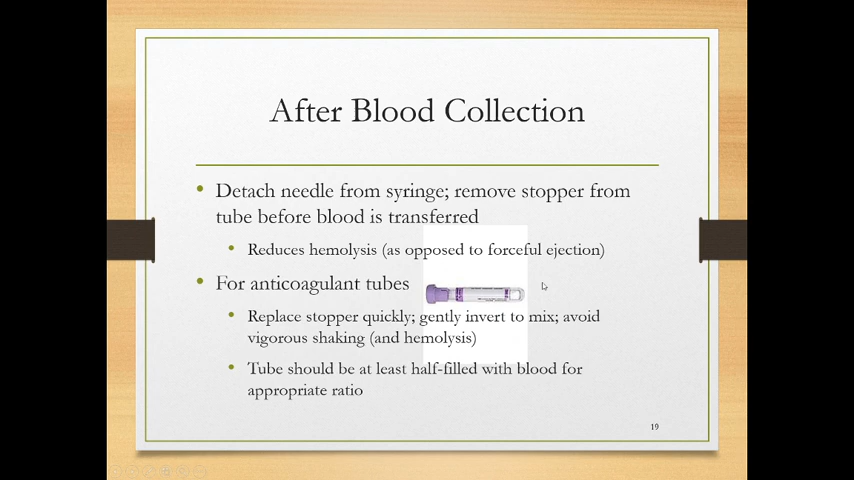 After Blood Collection
Detach needle from syringe; remove stopper from
tube before blood is transferred
Reduces hemolysis (as opposed to forceful ejection)
For anticoagulant tubes
Replace stopper quickly; gently invert to mix; avoid
vigorous shaking (and hemolysis)
Tube should be at least half-filled with blood for
appropriate ratio
19